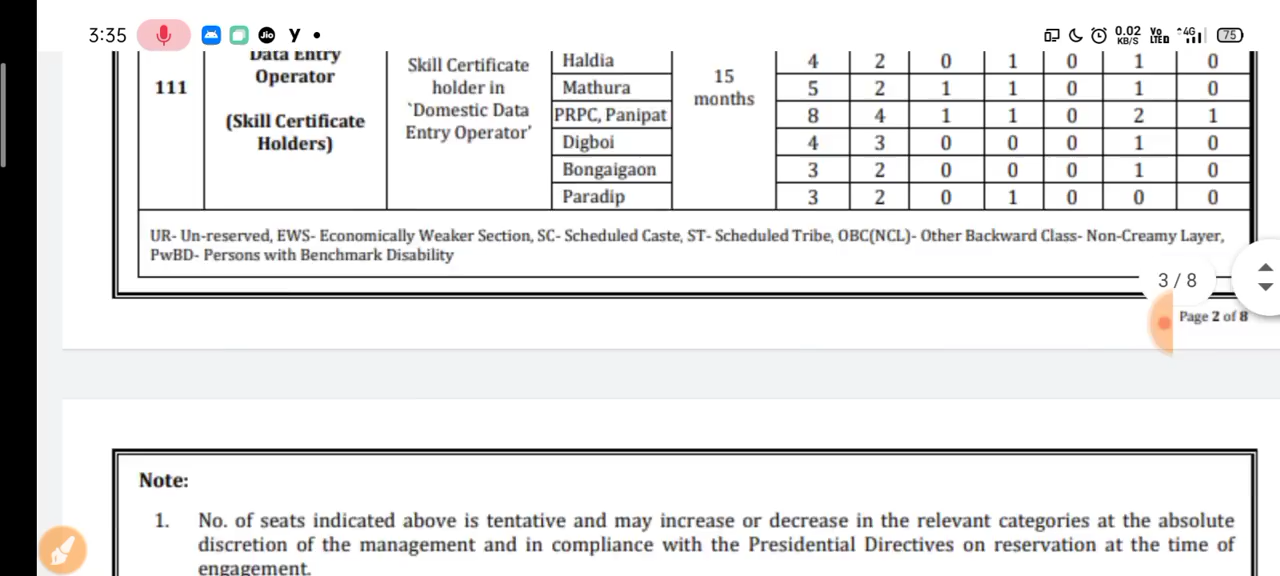 3:35 Jio y 0.02 KB/S Vo LTED 4G 75
Data Entry
Operator
(Skill Certificate
Holders)
111
Skill Certificate
holder in
`Domestic Data
Entry Operator'
15
months
Haldia 4 2 0 1 0 1 0
Mathura 5 2 1 1 0 1 0
PRPC, Panipat 8 4 1 1 0 2 1
Digboi 4 3 0 0 0 1 0
Bongaigaon 3 2 0 0 0 1 0
Paradip 3 2 0 1 0 0 0
UR- Un-reserved, EWS- Economically Weaker Section, SC- Scheduled Caste, ST- Scheduled Tribe, OBC(NCL)- Other Backward Class- Non-Creamy Layer,
PwBD- Persons with Benchmark Disability
3 / 8
Page 2 of 8
Note:
1. No. of seats indicated above is tentative and may increase or decrease in the relevant categories at the absolute
discretion of the management and in compliance with the Presidential Directives on reservation at the time of
engagement.